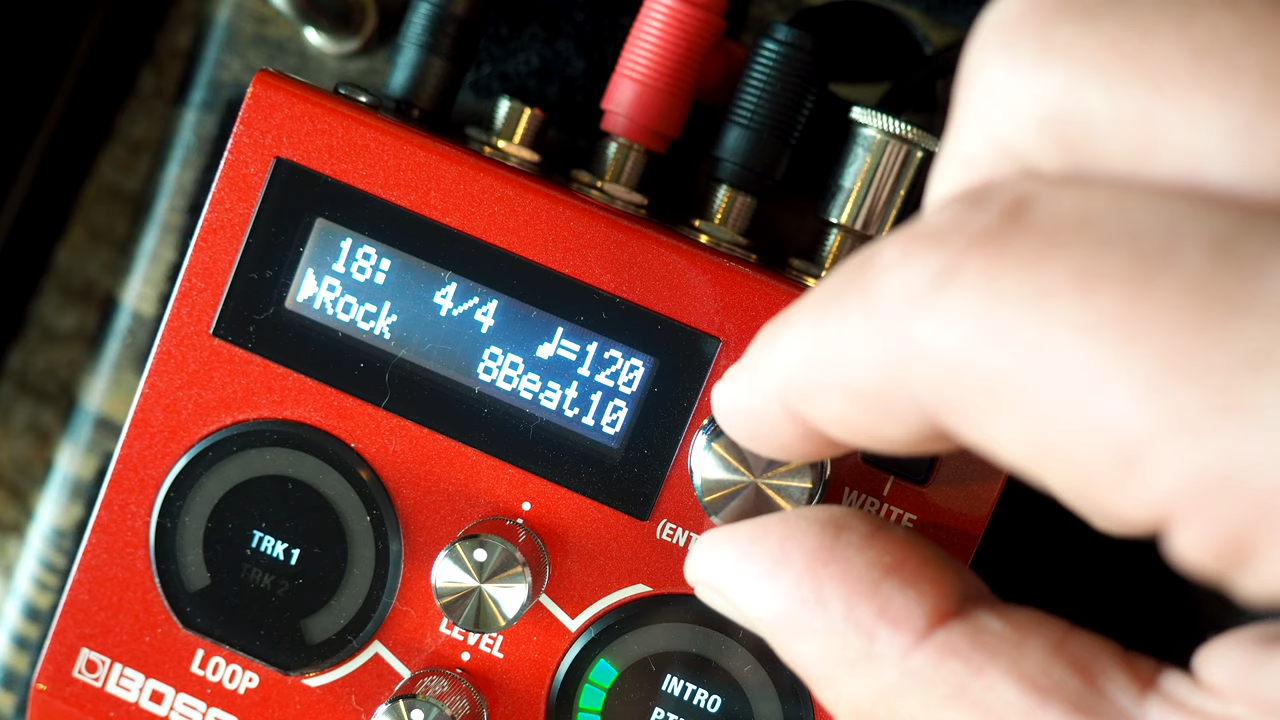 18: 4/4 ♩=120
▶Rock 8Beat10
TRK 1
TRK 2
LEVEL
LOOP
BOSS
WRITE
INTRO